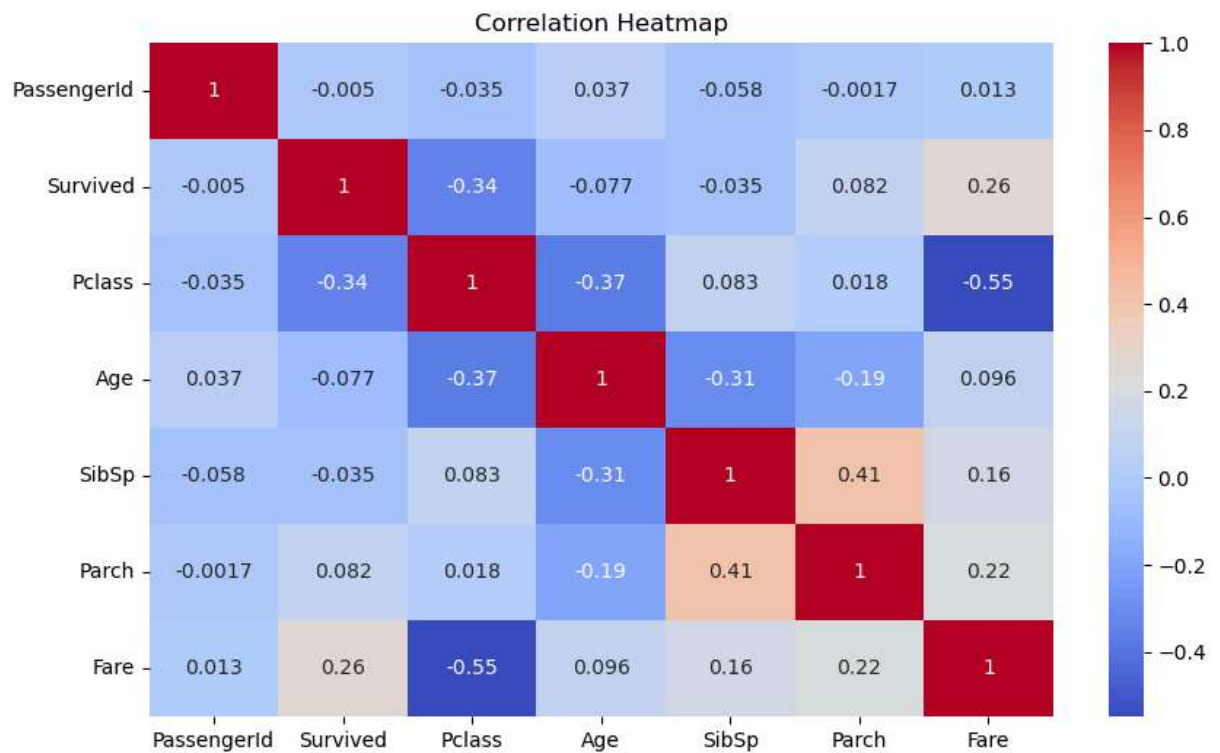 Correlation Heatmap
PassengerId 1 -0.005 -0.035 0.037 -0.058 -0.0017 0.013
Survived -0.005 1 -0.34 -0.077 -0.035 0.082 0.26
Pclass -0.035 -0.34 1 -0.37 0.083 0.018 -0.55
Age 0.037 -0.077 -0.37 1 -0.31 -0.19 0.096
SibSp -0.058 -0.035 0.083 -0.31 1 0.41 0.16
Parch -0.0017 0.082 0.018 -0.19 0.41 1 0.22
Fare 0.013 0.26 -0.55 0.096 0.16 0.22 1
PassengerId Survived Pclass Age SibSp Parch Fare
1.0
0.8
0.6
0.4
0.2
0.0
−0.2
−0.4